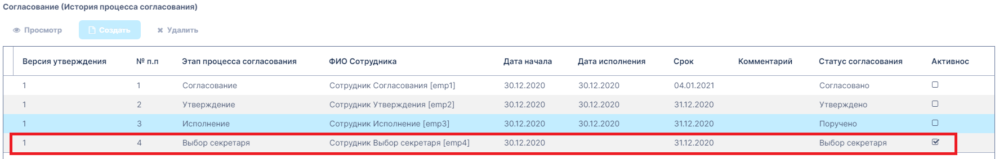 Согласование (История процесса согласования)
Просмотр Создать Удалить
Версия утверждения № п.п Этап процесса согласования ФИО Сотрудника Дата начала Дата исполнения Срок Комментарий Статус согласования Активнос
1 1 Согласование Сотрудник Согласования [emp1] 30.12.2020 30.12.2020 04.01.2021 Согласовано
1 2 Утверждение Сотрудник Утверждения [emp2] 30.12.2020 30.12.2020 31.12.2020 Утверждено
1 3 Исполнение Сотрудник Исполнение [emp3] 30.12.2020 30.12.2020 31.12.2020 Поручено
1 4 Выбор секретаря Сотрудник Выбор секретаря [emp4] 30.12.2020 31.12.2020 Выбор секретаря